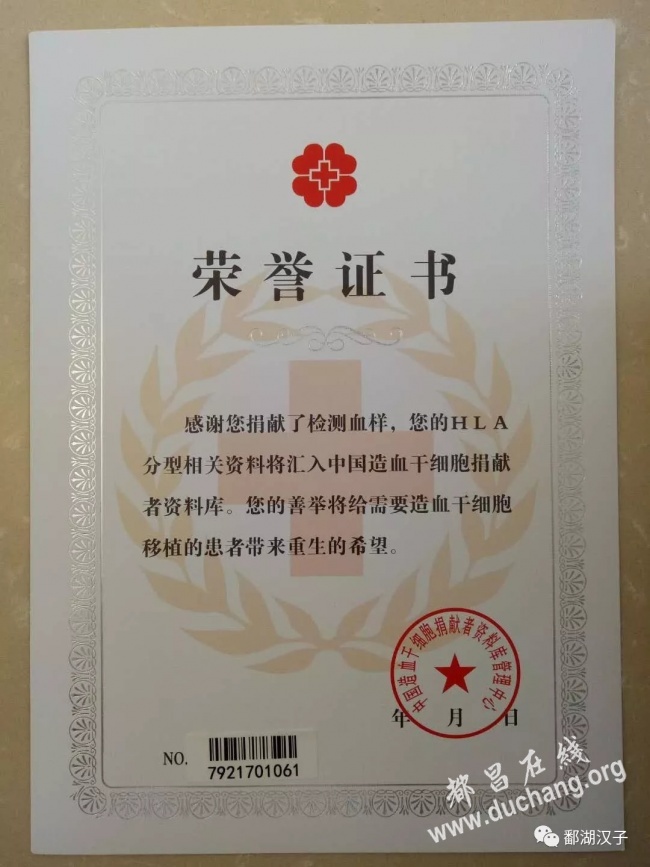 荣誉证书
感谢您捐献了检测血样，您的HLA
分型相关资料将汇入中国造血干细胞捐献
者资料库。您的善举将给需要造血干细胞
移植的患者带来重生的希望。
中国造血干细胞捐献者资料库管理中心
年 月 日
NO.
7921701061
都昌在线
www.duchang.org
鄱湖汉子